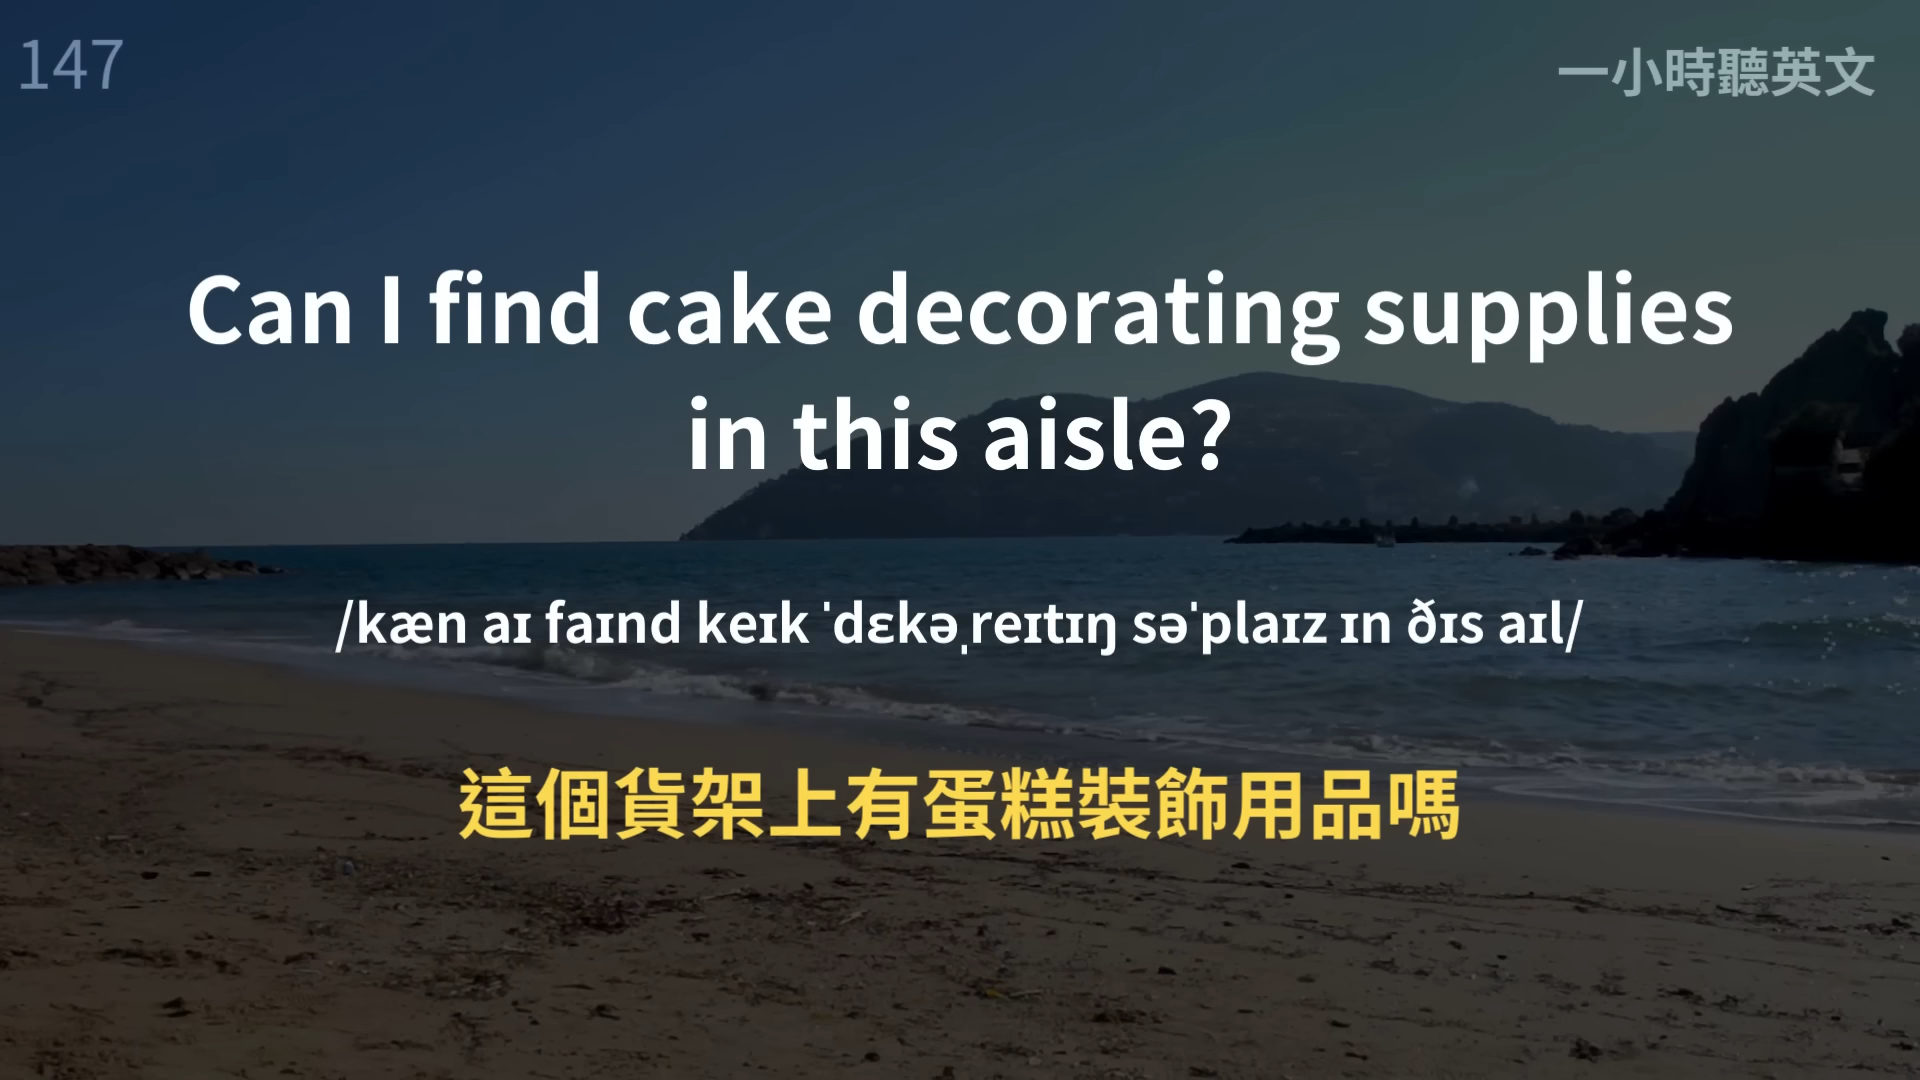 147
一小時聽英文
Can I find cake decorating supplies
in this aisle?
/kæn aɪ faɪnd keɪk ˈdɛkəˌreɪtɪŋ səˈplaɪz ɪn ðɪs aɪl/
這個貨架上有蛋糕裝飾用品嗎